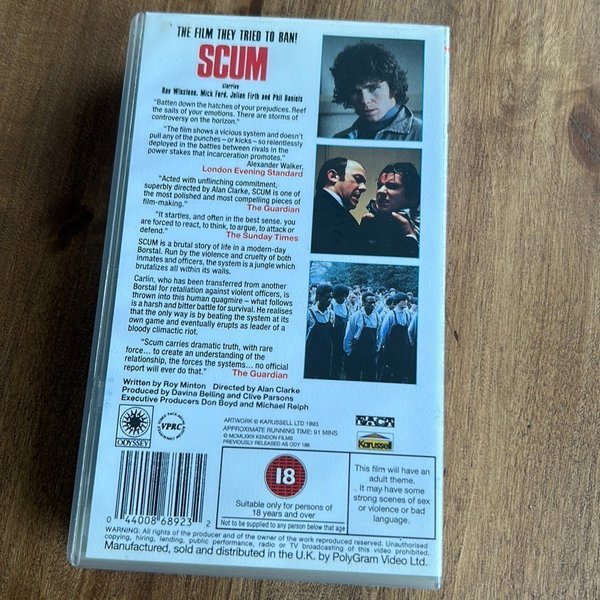 THE FILM THEY TRIED TO BAN!
SCUM
starring
Ray Winstone, Mick Ford, Julian Firth and Phil Daniels
"Batten down the hatches of your prejudices. Reef
the sails of your emotions. There are storms of
controversy on the horizon."
"The film shows a vicious system and doesn't
pull any of the punches – or kicks – so relentlessly
deployed in the battles between rivals in the
power stakes that incarceration promotes."
Alexander Walker,
London Evening Standard
"Acted with unflinching commitment,
superbly directed by Alan Clarke, SCUM is one of
the most polished and most compelling pieces of
film-making."
The Guardian
"It startles, and often in the best sense. you
are forced to react, to think, to argue, to attack or
defend."
The Sunday Times
SCUM is a brutal story of life in a modern-day
Borstal. Run by the violence and cruelty of both
inmates and officers, the system is a jungle which
brutalizes all within its walls.
Carlin, who has been transferred from another
Borstal for retaliation against violent officers, is
thrown into this human quagmire – what follows
is a harsh and bitter battle for survival. He realises
that the only way is by beating the system at its
own game and eventually erupts as leader of a
bloody climactic riot.
"Scum carries dramatic truth, with rare
force... to create an understanding of the
relationship, the forces the systems... no official
report will ever do that."
The Guardian
Written by Roy Minton Directed by Alan Clarke
Produced by Davina Belling and Clive Parsons
Executive Producers Don Boyd and Michael Relph
ODYSSEY
VPRC
ARTWORK © KARUSSELL LTD 1993
APPROXIMATE RUNNING TIME: 91 MINS
© MCMLXXIX KENDON FILMS
PREVIOUSLY RELEASED AS ODY 186
Karussell
0 44008 68923 2
18
Suitable only for persons of
18 years and over
Not to be supplied to any person below that age
This film will have an
adult theme.
it may have some
strong scenes of sex
or violence or bad
language.
WARNING: All rights of the producer and of the owner of the work reproduced reserved. Unauthorised
copying, hiring, lending, public performance, radio or TV broadcasting of this video prohibited.
Manufactured, sold and distributed in the U.K. by PolyGram Video Ltd.